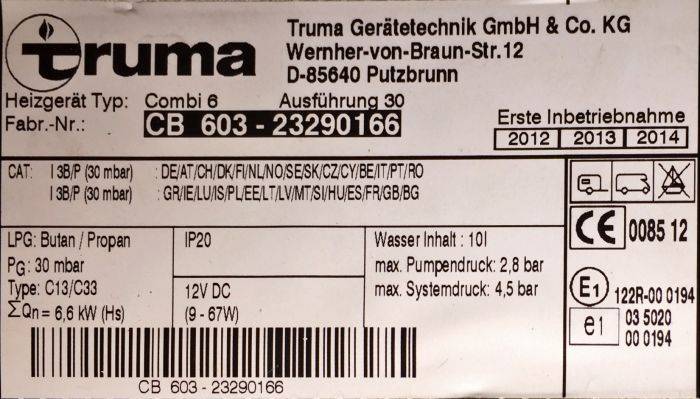 truma
Truma Gerätetechnik GmbH & Co. KG
Wernher-von-Braun-Str.12
D-85640 Putzbrunn
Heizgerät Typ: Combi 6 Ausführung 30
Fabr.-Nr.: CB 603 - 23290166
Erste Inbetriebnahme
2012 2013 2014
CAT: I 3B/P (30 mbar) : DE/AT/CH/DK/FI/NL/NO/SE/SK/CZ/CY/BE/IT/PT/RO
I 3B/P (30 mbar) : GR/IE/LU/IS/PL/EE/LT/LV/MT/SI/HU/ES/FR/GB/BG
LPG: Butan / Propan
PG: 30 mbar
Type: C13/C33
ΣQn = 6,6 kW (Hs)
IP20
12V DC
(9 - 67W)
Wasser Inhalt : 10l
max. Pumpendruck: 2,8 bar
max. Systemdruck: 4,5 bar
CE 0085 12
E1 122R-00 0194
e1 03 5020
00 0194
CB 603 - 23290166